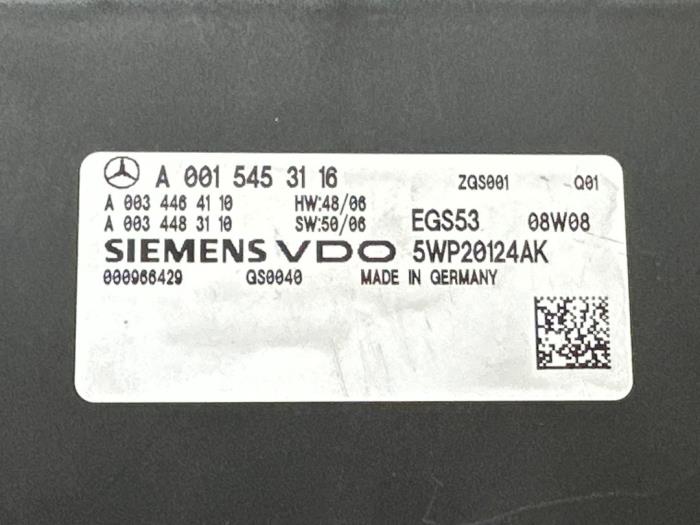 A 001 545 31 16 ZGS001 Q01
A 003 446 41 10 HW:48/06
A 003 448 31 10 SW:50/06 EGS53 08W08
SIEMENS VDO 5WP20124AK
000966429 GS0040 MADE IN GERMANY